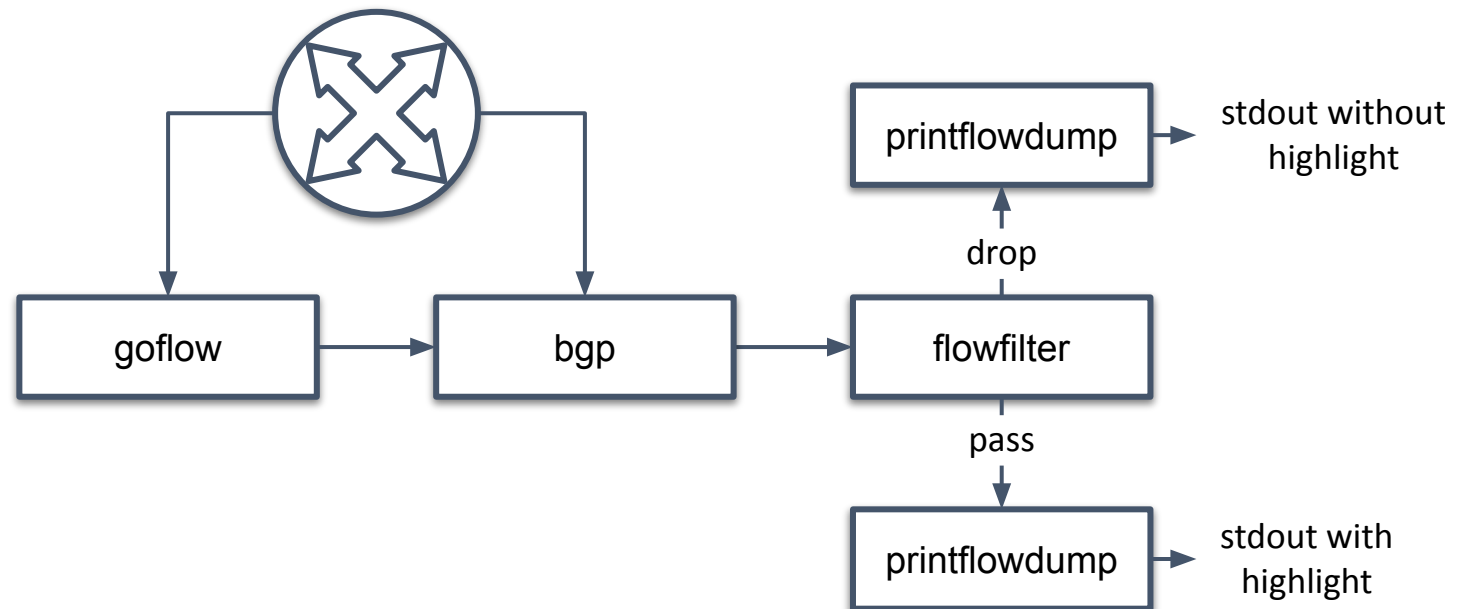 printflowdump
stdout without
highlight
drop
goflow
bgp
flowfilter
pass
printflowdump
stdout with
highlight